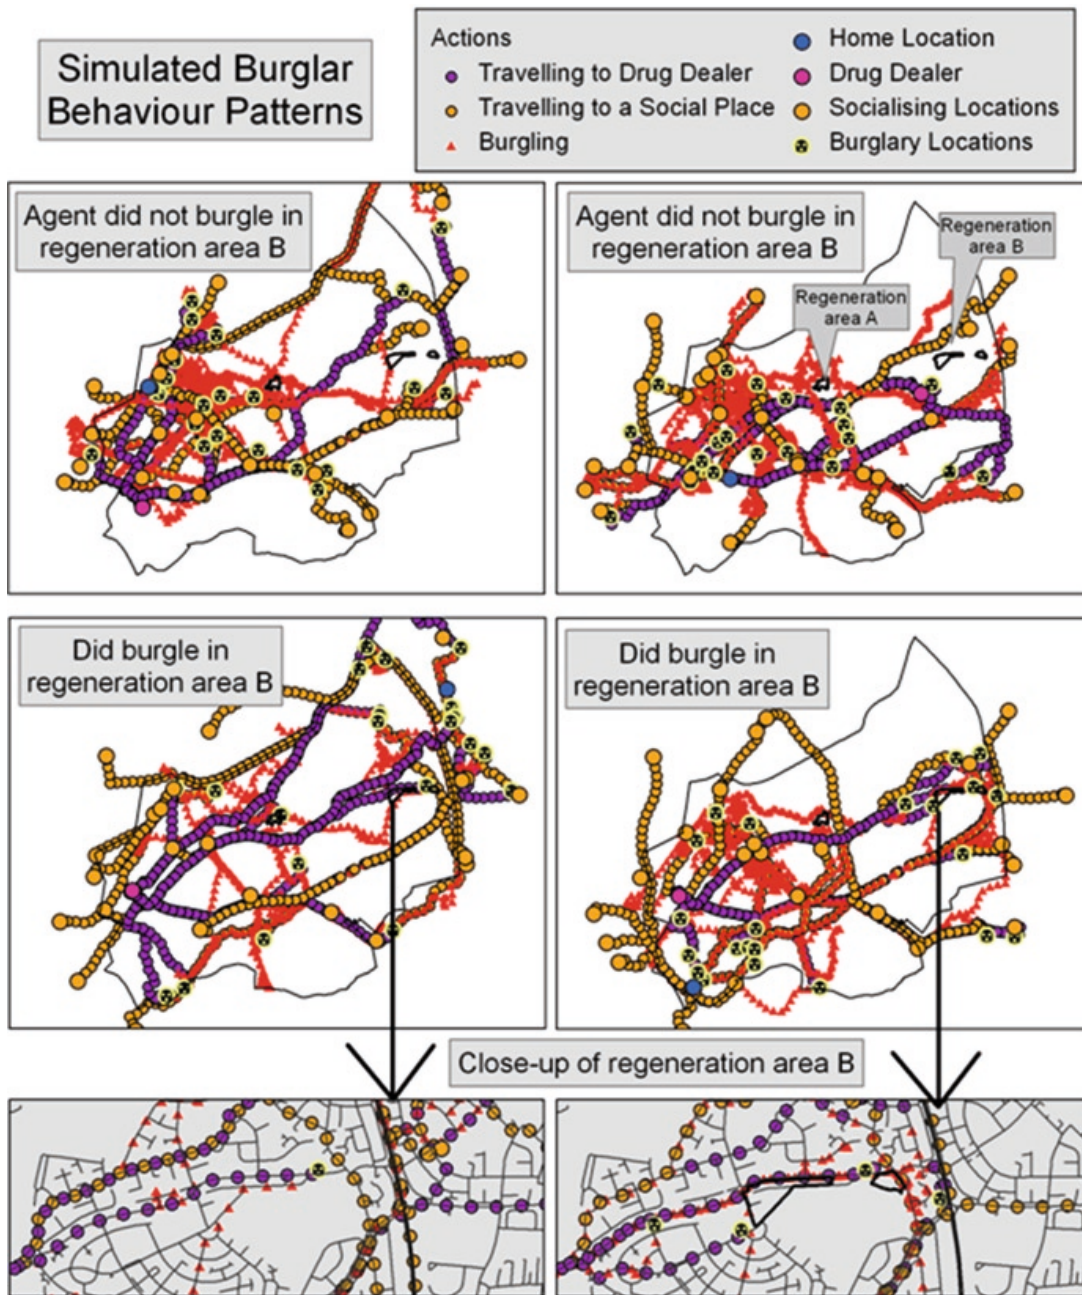 Simulated Burglar
Behaviour Patterns
Actions
Travelling to Drug Dealer
Travelling to a Social Place
Burgling
Home Location
Drug Dealer
Socialising Locations
Burglary Locations
Agent did not burgle in
regeneration area B
Agent did not burgle in
regeneration area B
Regeneration
area B
Regeneration
area A
Did burgle in
regeneration area B
Did burgle in
regeneration area B
Close-up of regeneration area B